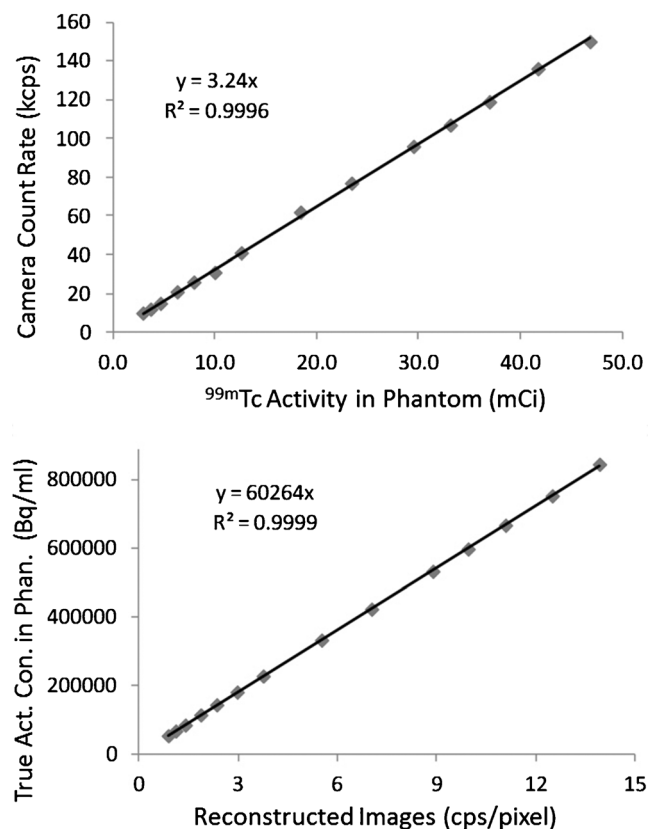 160
140
120
100
80
60
40
20
0
Camera Count Rate (kcps)
y = 3.24x
R² = 0.9996
0.0 10.0 20.0 30.0 40.0 50.0
⁹⁹ᵐTc Activity in Phantom (mCi)
800000
600000
400000
200000
0
True Act. Con. in Phan. (Bq/ml)
y = 60264x
R² = 0.9999
0 3 6 9 12 15
Reconstructed Images (cps/pixel)